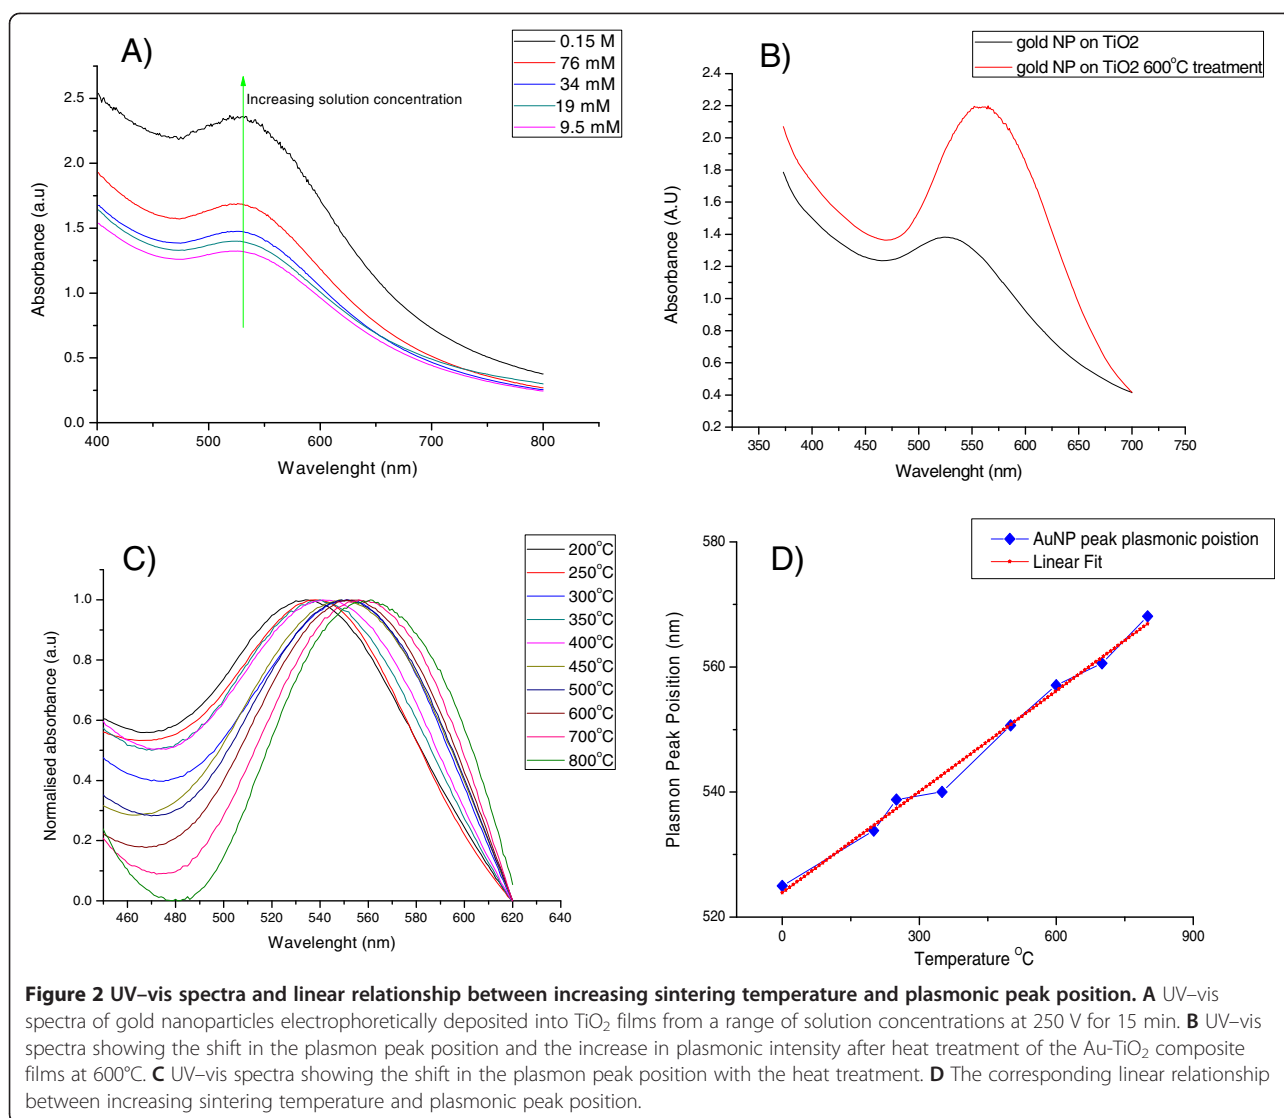 A)
0.15 M
76 mM
34 mM
19 mM
9.5 mM
Increasing solution concentration
2.5
2.0
1.5
1.0
0.5
0.0
400
500
600
700
800
Absorbance (a.u)
Wavelenght (nm)
B)
gold NP on TiO2
gold NP on TiO2 600°C treatment
2.4
2.2
2.0
1.8
1.6
1.4
1.2
1.0
0.8
0.6
0.4
0.2
350
400
450
500
550
600
650
700
750
Absorbance (A.U)
Wavelenght (nm)
C)
200°C
250°C
300°C
350°C
400°C
450°C
500°C
600°C
700°C
800°C
1.0
0.8
0.6
0.4
0.2
0.0
460
480
500
520
540
560
580
600
620
640
Normalised absorbance (a.u)
Wavelenght (nm)
D)
AuNP peak plasmonic poistion
Linear Fit
580
560
540
520
0
300
600
900
Plasmon Peak Poisition (nm)
Temperature °C
Figure 2 UV–vis spectra and linear relationship between increasing sintering temperature and plasmonic peak position. A UV–vis
spectra of gold nanoparticles electrophoretically deposited into TiO₂ films from a range of solution concentrations at 250 V for 15 min. B UV–vis
spectra showing the shift in the plasmon peak position and the increase in plasmonic intensity after heat treatment of the Au-TiO₂ composite
films at 600°C. C UV–vis spectra showing the shift in the plasmon peak position with the heat treatment. D The corresponding linear relationship
between increasing sintering temperature and plasmonic peak position.